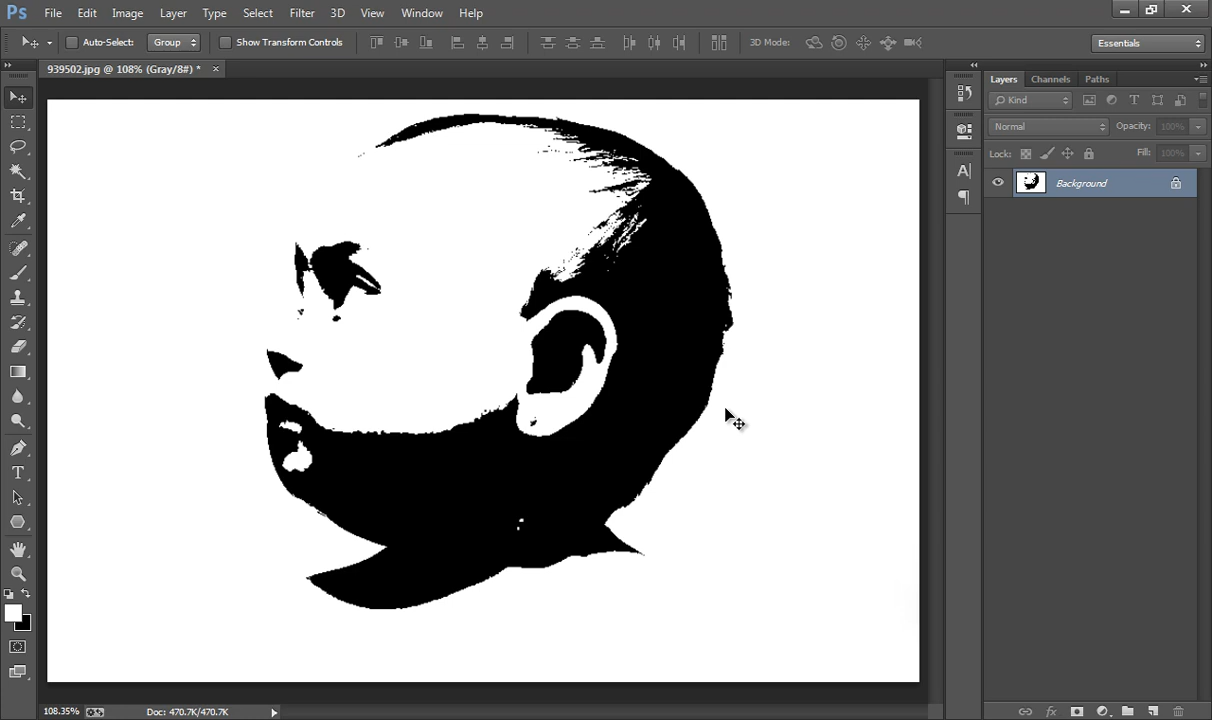 Ps File Edit Image Layer Type Select Filter 3D View Window Help
Auto-Select: Group Show Transform Controls 3D Mode: Essentials
939502.jpg @ 108% (Gray/8#) * ×
Layers Channels Paths
Kind
Normal Opacity: 100%
Lock: Fill: 100%
Background
108.35% Doc: 470.7K/470.7K